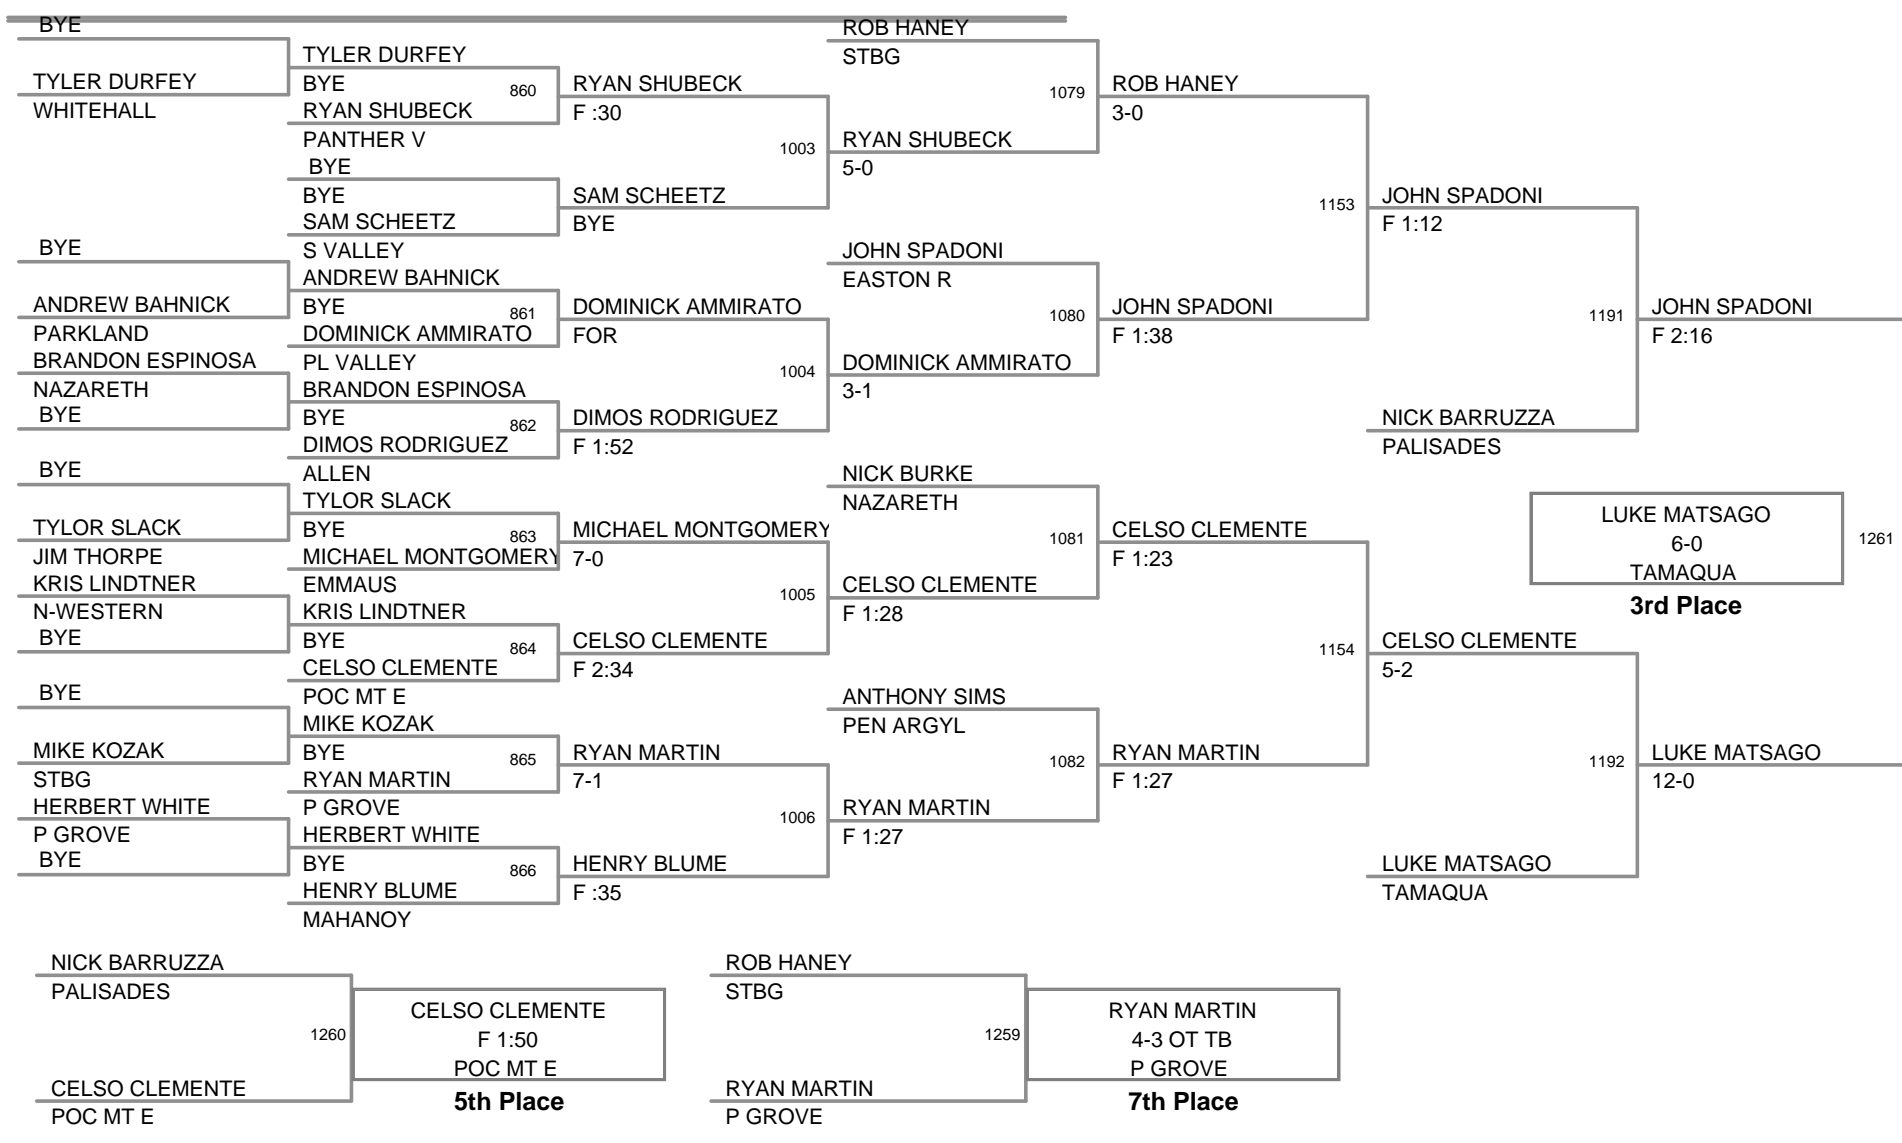 BYE
TYLER DURFEY
WHITEHALL
BYE
ANDREW BAHNICK
PARKLAND
BRANDON ESPINOSA
NAZARETH
BYE
BYE
TYLOR SLACK
JIM THORPE
KRIS LINDTNER
N-WESTERN
BYE
BYE
MIKE KOZAK
STBG
HERBERT WHITE
P GROVE
BYE
TYLER DURFEY
BYE
860
RYAN SHUBECK
PANTHER V
BYE
BYE
SAM SCHEETZ
S VALLEY
ANDREW BAHNICK
BYE
861
DOMINICK AMMIRATO
PL VALLEY
BRANDON ESPINOSA
BYE
862
DIMOS RODRIGUEZ
ALLEN
TYLOR SLACK
BYE
863
MICHAEL MONTGOMERY
EMMAUS
KRIS LINDTNER
BYE
864
CELSO CLEMENTE
POC MT E
MIKE KOZAK
BYE
865
RYAN MARTIN
P GROVE
HERBERT WHITE
BYE
866
HENRY BLUME
MAHANOY
RYAN SHUBECK
F :30
1003
SAM SCHEETZ
BYE
DOMINICK AMMIRATO
FOR
1004
DIMOS RODRIGUEZ
F 1:52
MICHAEL MONTGOMERY
7-0
1005
CELSO CLEMENTE
F 2:34
RYAN MARTIN
7-1
1006
HENRY BLUME
F :35
ROB HANEY
STBG
1079
RYAN SHUBECK
5-0
JOHN SPADONI
EASTON R
1080
DOMINICK AMMIRATO
3-1
NICK BURKE
NAZARETH
1081
CELSO CLEMENTE
F 1:28
ANTHONY SIMS
PEN ARGYL
1082
RYAN MARTIN
F 1:27
ROB HANEY
3-0
1153
JOHN SPADONI
F 1:38
CELSO CLEMENTE
F 1:23
1154
RYAN MARTIN
F 1:27
JOHN SPADONI
F 1:12
1191
NICK BARRUZZA
PALISADES
CELSO CLEMENTE
5-2
1192
LUKE MATSAGO
TAMAQUA
JOHN SPADONI
F 2:16
LUKE MATSAGO
12-0
LUKE MATSAGO
6-0
TAMAQUA
3rd Place
1261
NICK BARRUZZA
PALISADES
1260
CELSO CLEMENTE
POC MT E
CELSO CLEMENTE
F 1:50
POC MT E
5th Place
ROB HANEY
STBG
1259
RYAN MARTIN
P GROVE
RYAN MARTIN
4-3 OT TB
P GROVE
7th Place